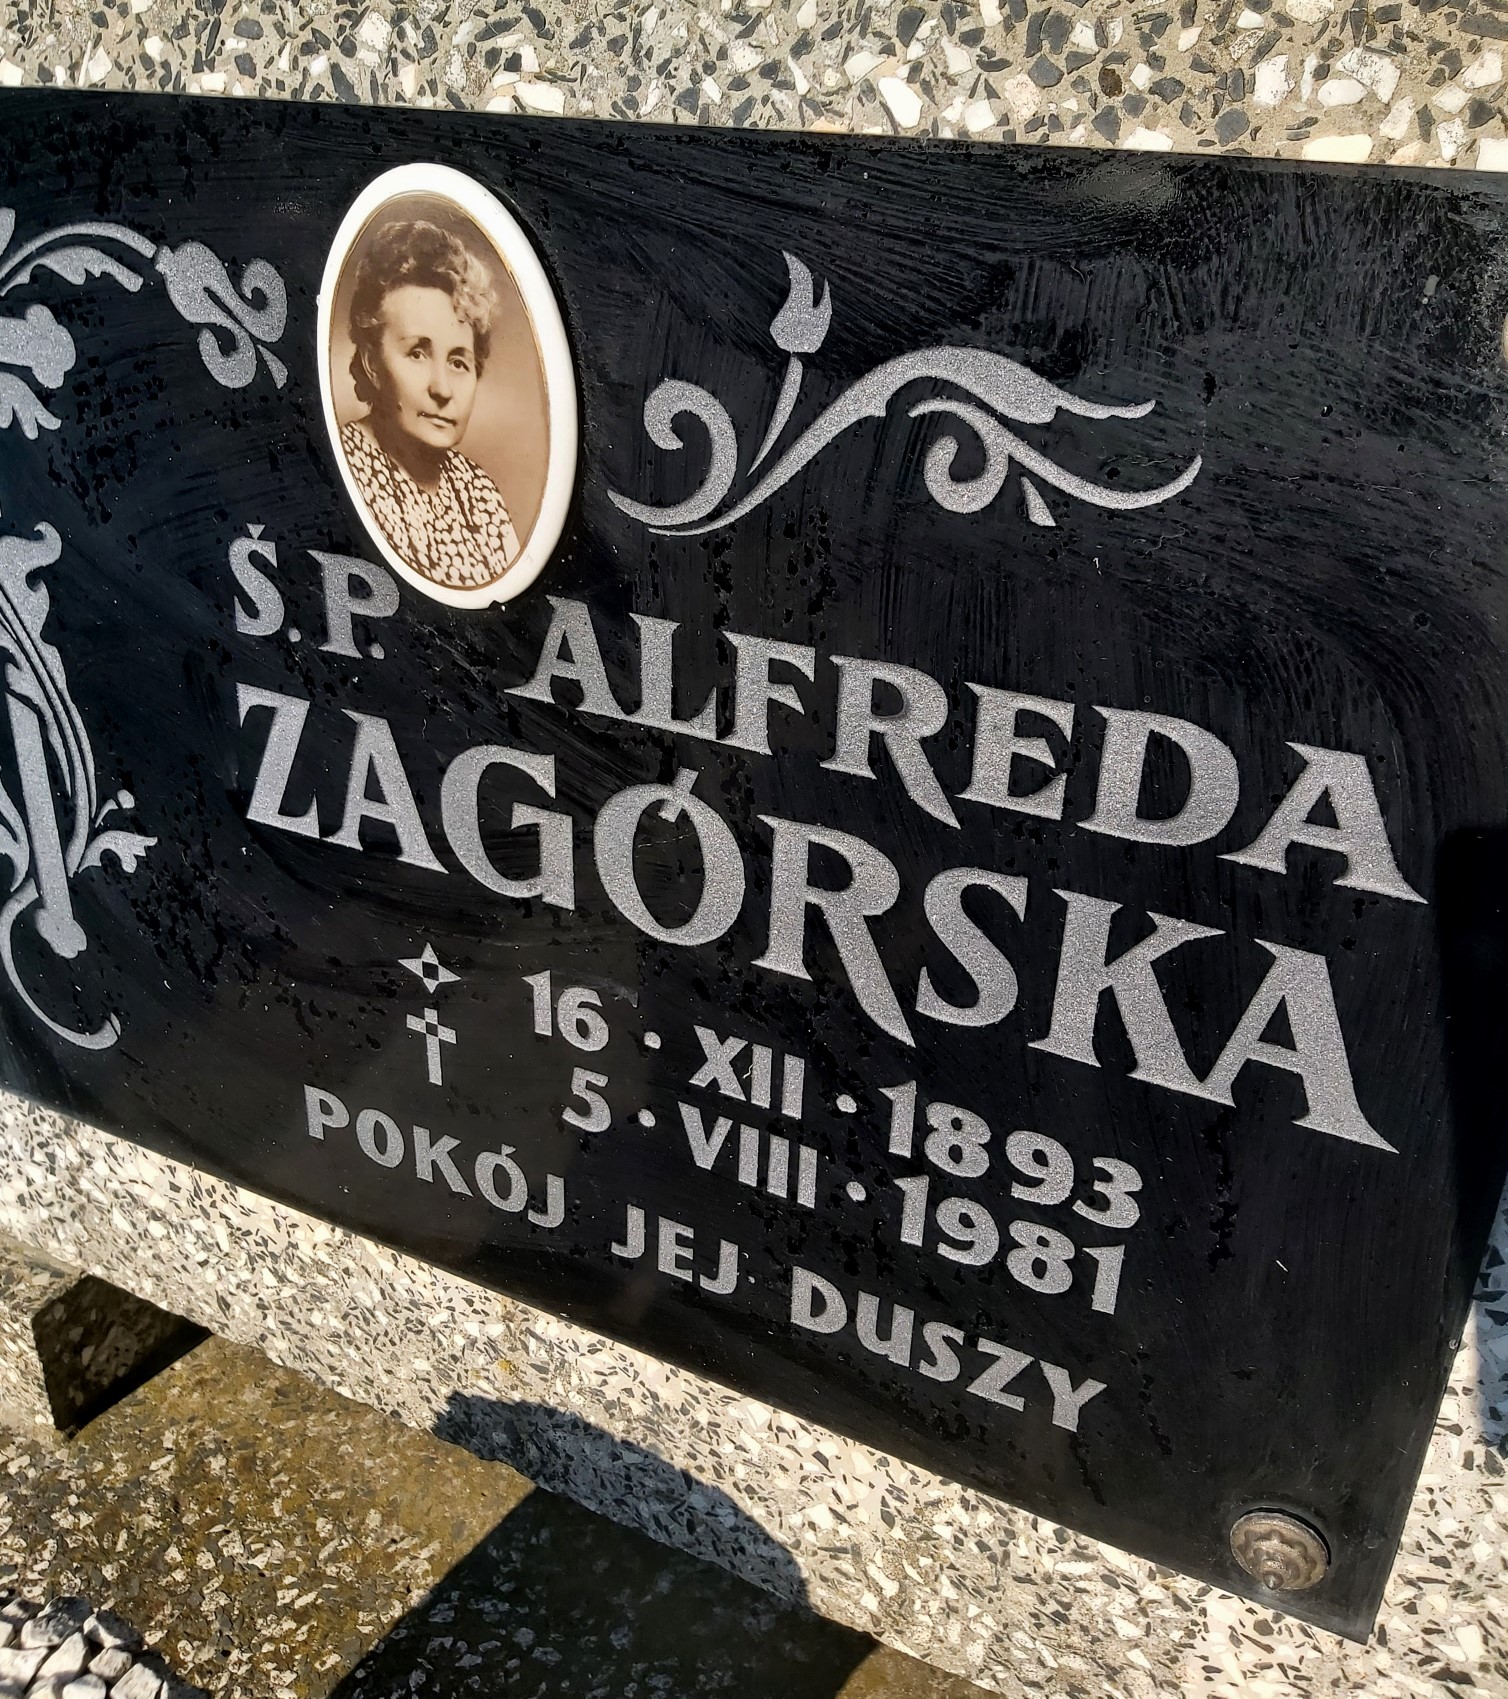 Ś.P. ALFREDA
ZAGÓRSKA
16 · XII · 1893
✝ 5 · VIII · 1981
POKÓJ JEJ DUSZY